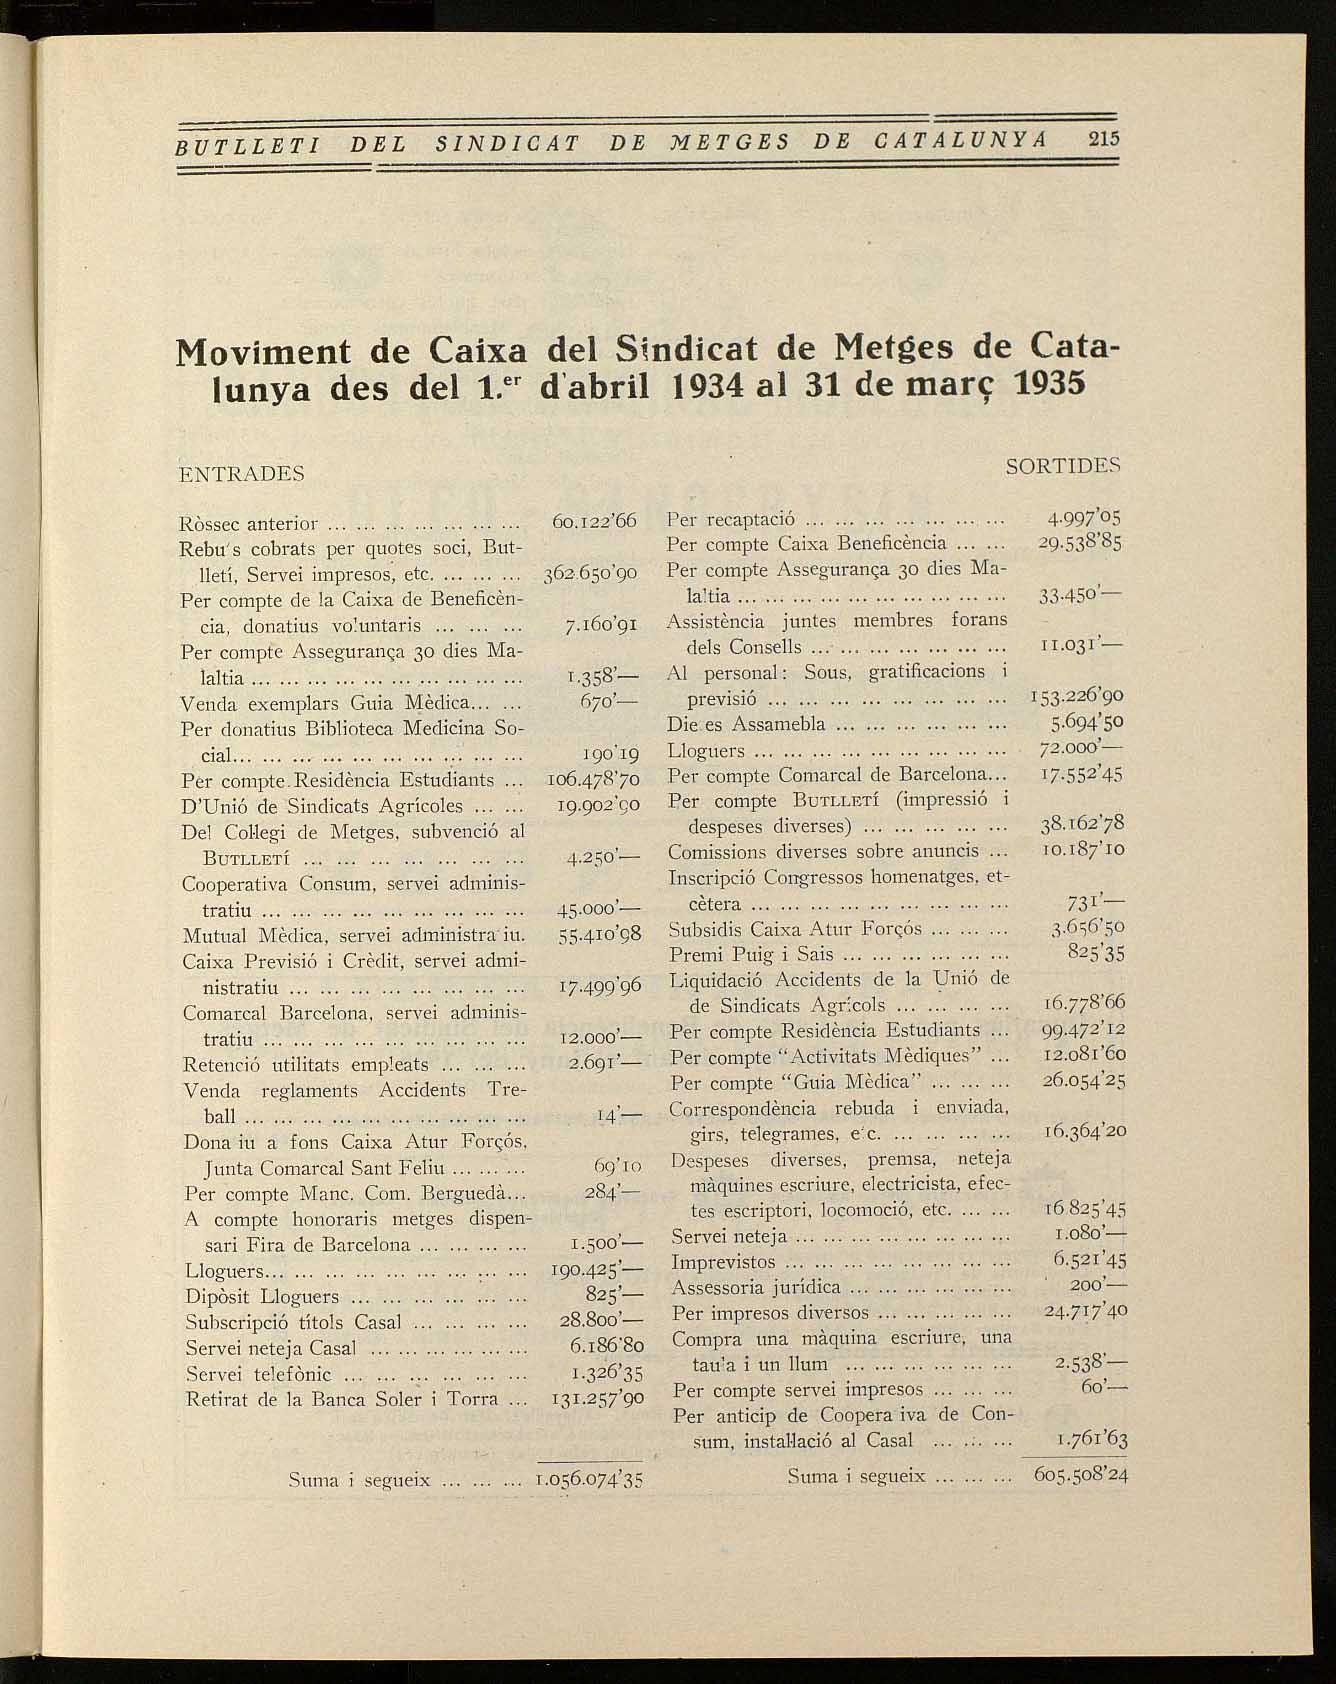 BUTLLETI DEL SINDICAT DE METGES DE CATALUNYA 215
Moviment de Caixa del Sindicat de Metges de Cata-
lunya des del 1.er d'abril 1934 al 31 de març 1935
ENTRADES
Ròssec anterior ... ... ... ... ... ... ... 60.122'66
Rebu's cobrats per quotes soci, But-
lletí, Servei impresos, etc. ... ... ... 362.650'90
Per compte de la Caixa de Beneficèn-
cia, donatius voluntaris ... ... ... 7.160'91
Per compte Assegurança 30 dies Ma-
laltia ... ... ... ... ... ... ... ... ... ... 1.358'—
Venda exemplars Guia Mèdica... ... 670'—
Per donatius Biblioteca Medicina So-
cial... ... ... ... ... ... ... ... ... ... ... 190'19
Per compte Residència Estudiants ... 106.478'70
D'Unió de Sindicats Agrícoles ... ... 19.902'90
Del Col·legi de Metges, subvenció al
BUTLLETÍ ... ... ... ... ... ... ... 4.250'—
Cooperativa Consum, servei adminis-
tratiu ... ... ... ... ... ... ... ... ... 45.000'—
Mutual Mèdica, servei administra iu. 55.410'98
Caixa Previsió i Crèdit, servei admi-
nistratiu ... ... ... ... ... ... ... ... 17.499'96
Comarcal Barcelona, servei adminis-
tratiu ... ... ... ... ... ... ... ... ... 12.000'—
Retenció utilitats empleats ... ... ... 2.691'—
Venda reglaments Accidents Tre-
ball ... ... ... ... ... ... ... ... ... ... 14'—
Dona iu a fons Caixa Atur Forçós,
Junta Comarcal Sant Feliu ... ... ... 69'10
Per compte Manc. Com. Berguedà... 284'—
A compte honoraris metges dispen-
sari Fira de Barcelona ... ... ... ... 1.500'—
Lloguers... ... ... ... ... ... ... ... ... 190.425'—
Dipòsit Lloguers ... ... ... ... ... ... 825'—
Subscripció títols Casal ... ... ... ... 28.800'—
Servei neteja Casal ... ... ... ... ... ... 6.186'80
Servei telefònic ... ... ... ... ... ... ... 1.326'35
Retirat de la Banca Soler i Torra ... 131.257'90
Suma i segueix ... ... ... 1.056.074'35
SORTIDES
Per recaptació ... ... ... ... ... ... ... 4.997'05
Per compte Caixa Beneficència ... ... 29.538'85
Per compte Assegurança 30 dies Ma-
laltia ... ... ... ... ... ... ... ... ... ... 33.450'—
Assistència juntes membres forans
dels Consells ... ... ... ... ... ... ... 11.031'—
Al personal: Sous, gratificacions i
previsió ... ... ... ... ... ... ... ... 153.226'90
Die es Assamebla ... ... ... ... ... ... 5.694'50
Lloguers ... ... ... ... ... ... ... ... ... 72.000'—
Per compte Comarcal de Barcelona... 17.552'45
Per compte BUTLLETÍ (impressió i
despeses diverses) ... ... ... ... ... 38.162'78
Comissions diverses sobre anuncis ... 10.187'10
Inscripció Congressos homenatges, et-
cètera ... ... ... ... ... ... ... ... ... 731'—
Subsidis Caixa Atur Forçós ... ... ... 3.656'50
Premi Puig i Sais ... ... ... ... ... ... 825'35
Liquidació Accidents de la Unió de
de Sindicats Agrícols ... ... ... ... 16.778'66
Per compte Residència Estudiants ... 99.472'12
Per compte "Activitats Mèdiques" ... 12.081'60
Per compte "Guia Mèdica" ... ... ... 26.054'25
Correspondència rebuda i enviada,
girs, telegrames, etc. ... ... ... ... 16.364'20
Despeses diverses, premsa, neteja
màquines escriure, electricista, efec-
tes escriptori, locomoció, etc. ... ... 16.825'45
Servei neteja ... ... ... ... ... ... ... ... 1.080'—
Imprevistos ... ... ... ... ... ... ... ... 6.521'45
Assessoria jurídica ... ... ... ... ... ... 200'—
Per impresos diversos ... ... ... ... ... 24.717'40
Compra una màquina escriure, una
taula i un llum ... ... ... ... ... ... 2.538'—
Per compte servei impresos ... ... ... 60'—
Per anticip de Coopera iva de Con-
sum, instal·lació al Casal ... ... ... 1.761'63
Suma i segueix ... ... ... 605.508'24